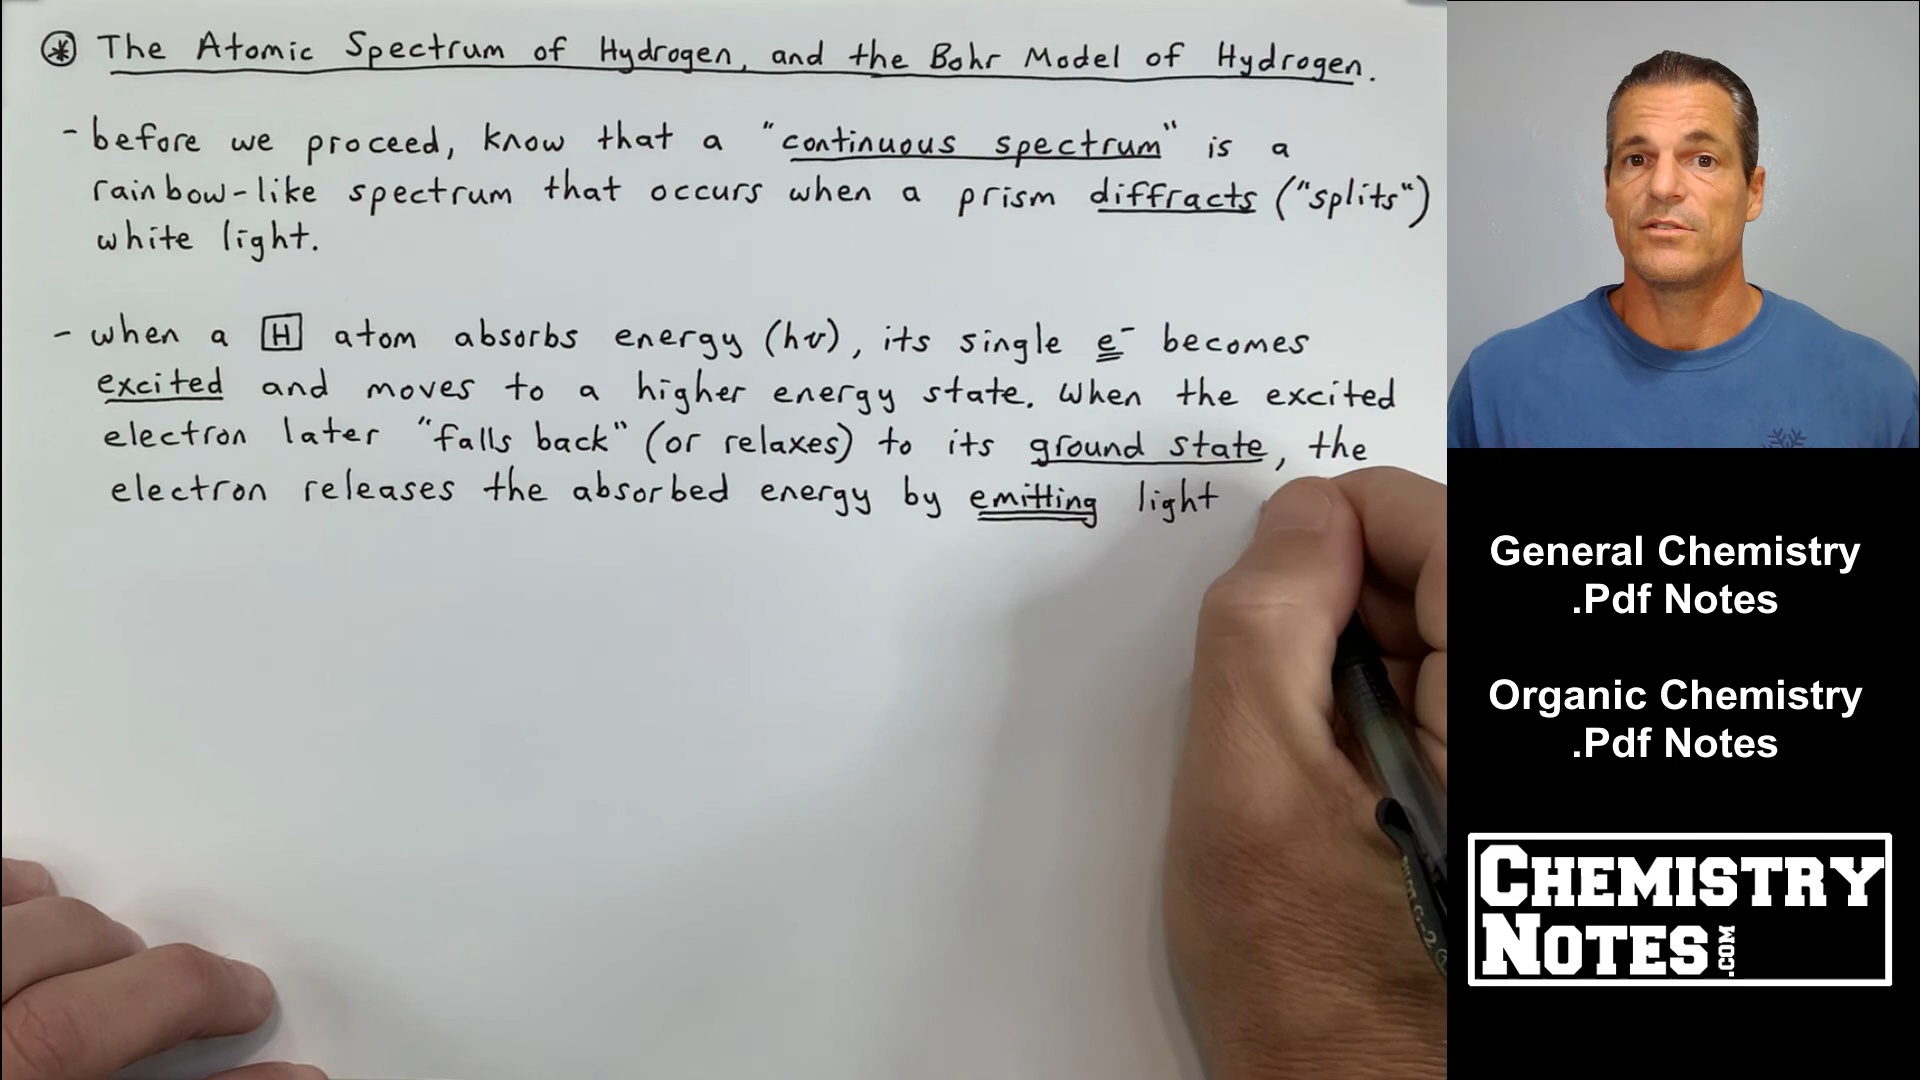 ⊛ The Atomic Spectrum of Hydrogen, and the Bohr Model of Hydrogen.
- before we proceed, know that a "continuous spectrum" is a
rainbow-like spectrum that occurs when a prism diffracts ("splits")
white light.
- when a H atom absorbs energy (hν), its single e⁻ becomes
excited and moves to a higher energy state. When the excited
electron later "falls back" (or relaxes) to its ground state, the
electron releases the absorbed energy by emitting light
General Chemistry
.Pdf Notes
Organic Chemistry
.Pdf Notes
CHEMISTRY
NOTES.COM